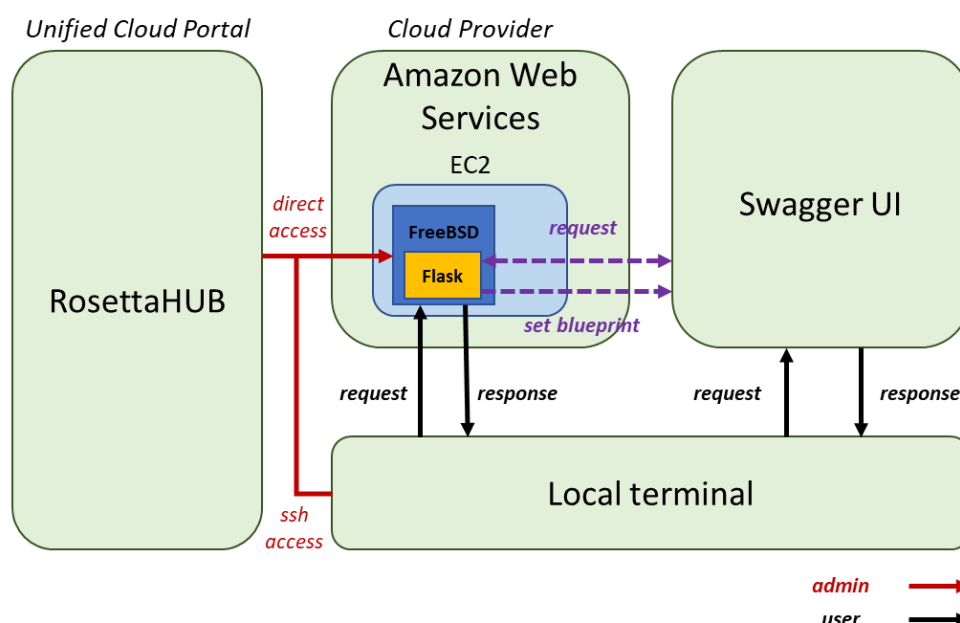 Unified Cloud Portal
Cloud Provider
Amazon Web
Services
EC2
direct
access
FreeBSD
Flask
request
set blueprint
Swagger UI
RosettaHUB
request
response
request
response
Local terminal
ssh
access
admin
user